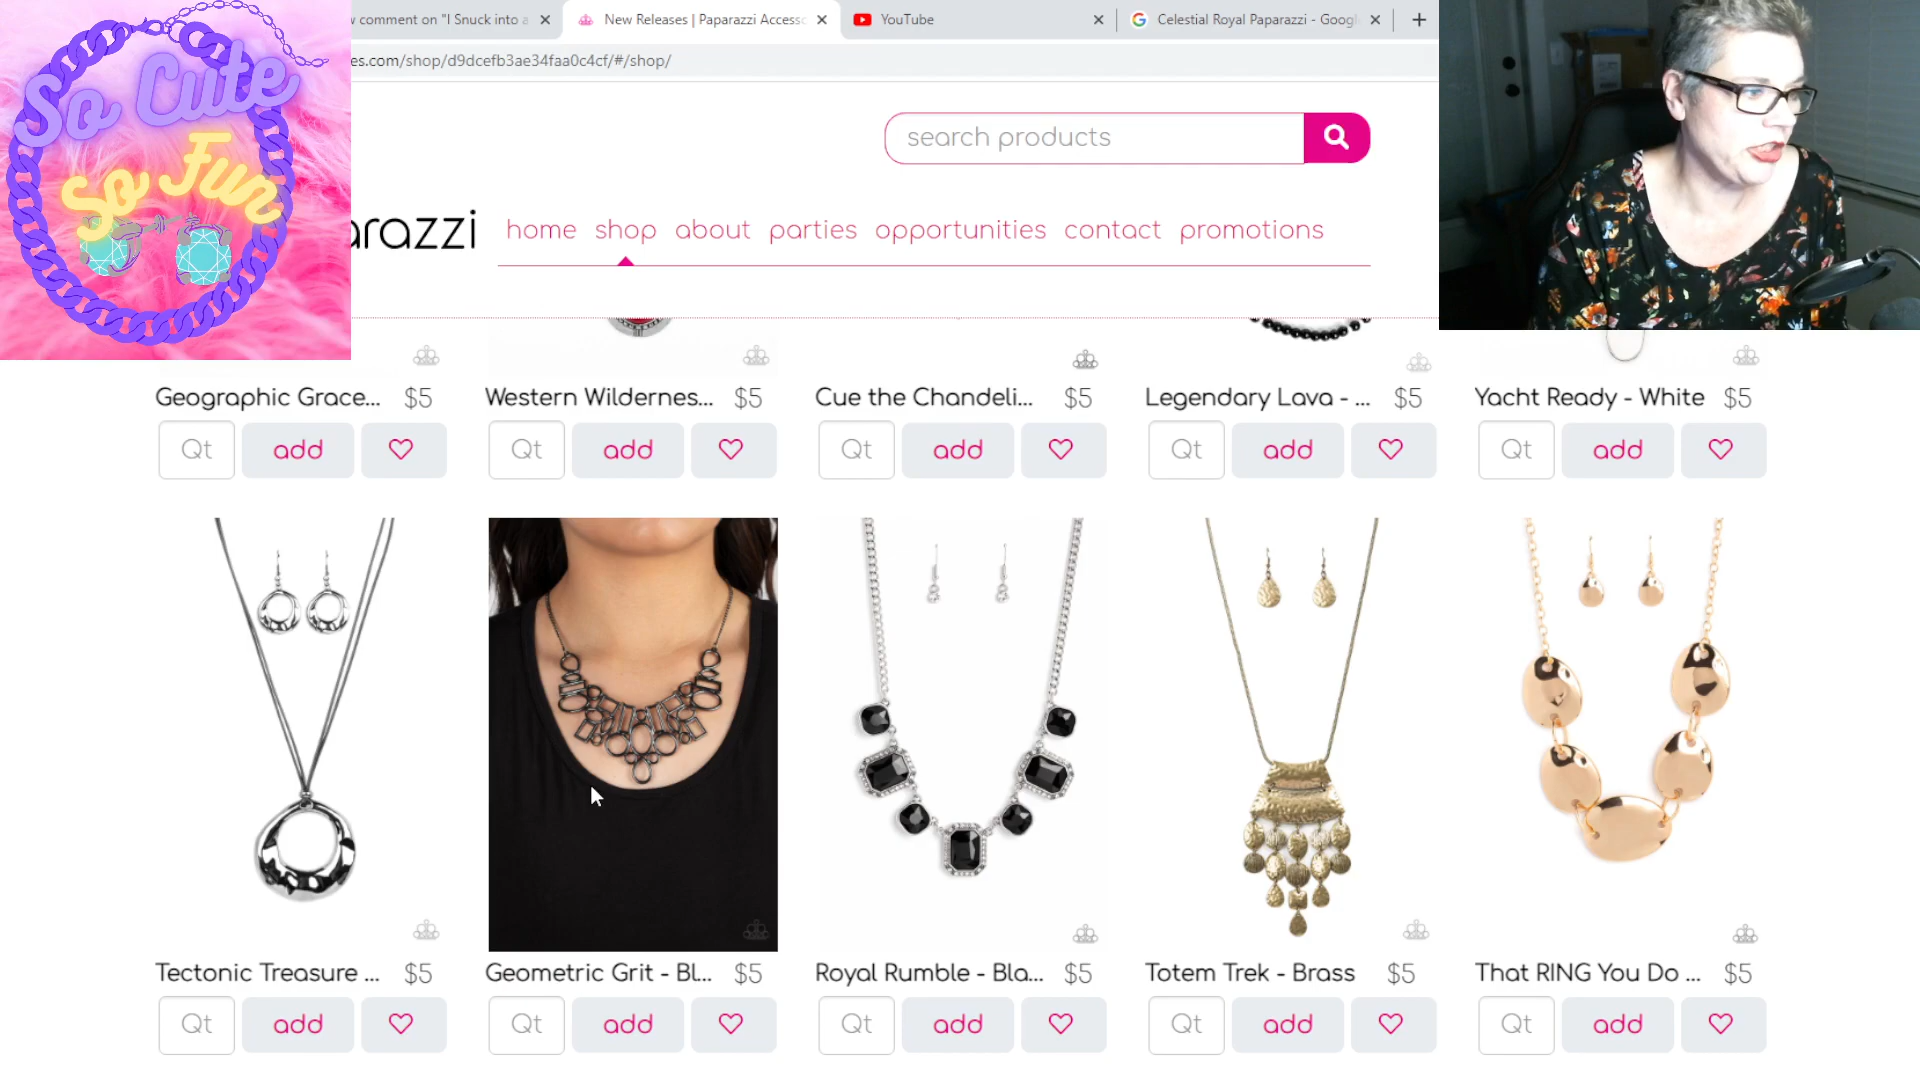 So Cute
So Fun
w comment on "I Snuck into a
New Releases | Paparazzi Accesso
YouTube
Celestial Royal Paparazzi - Googl
es.com/shop/d9dcefb3ae34faa0c4cf/#/shop/
search products
arazzi
home shop about parties opportunities contact promotions
Geographic Grace... $5
Western Wildernes... $5
Cue the Chandeli... $5
Legendary Lava - ... $5
Yacht Ready - White $5
Qt add
Qt add
Qt add
Qt add
Qt add
Tectonic Treasure ... $5
Geometric Grit - Bl... $5
Royal Rumble - Bla... $5
Totem Trek - Brass $5
That RING You Do ... $5
Qt add
Qt add
Qt add
Qt add
Qt add